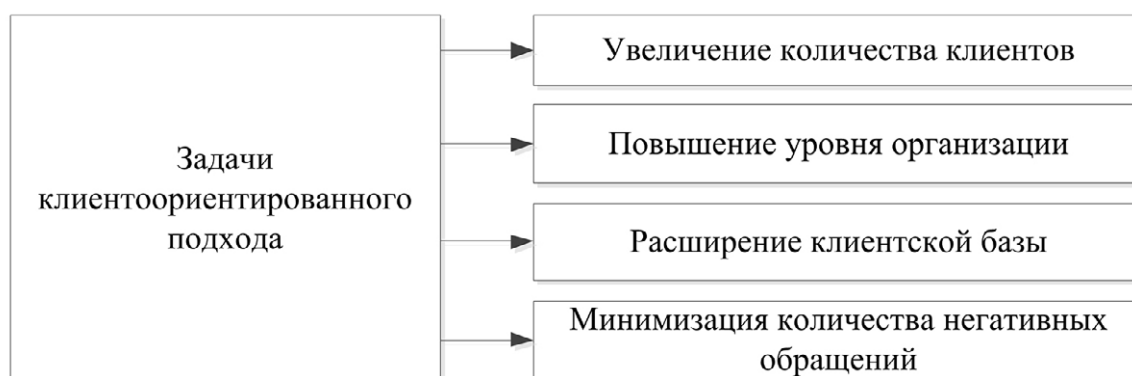 Задачи
клиентоориентированного
подхода
Увеличение количества клиентов
Повышение уровня организации
Расширение клиентской базы
Минимизация количества негативных
обращений